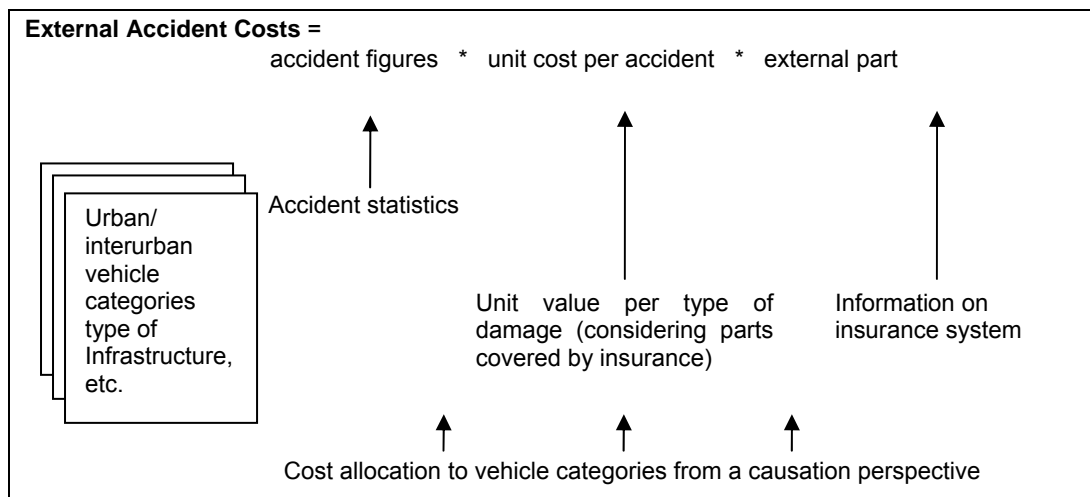 External Accident Costs =
accident figures * unit cost per accident * external part
Accident statistics
Urban/
interurban
vehicle
categories
type of
Infrastructure,
etc.
Unit value per type of
damage (considering parts
covered by insurance)
Information on
insurance system
Cost allocation to vehicle categories from a causation perspective